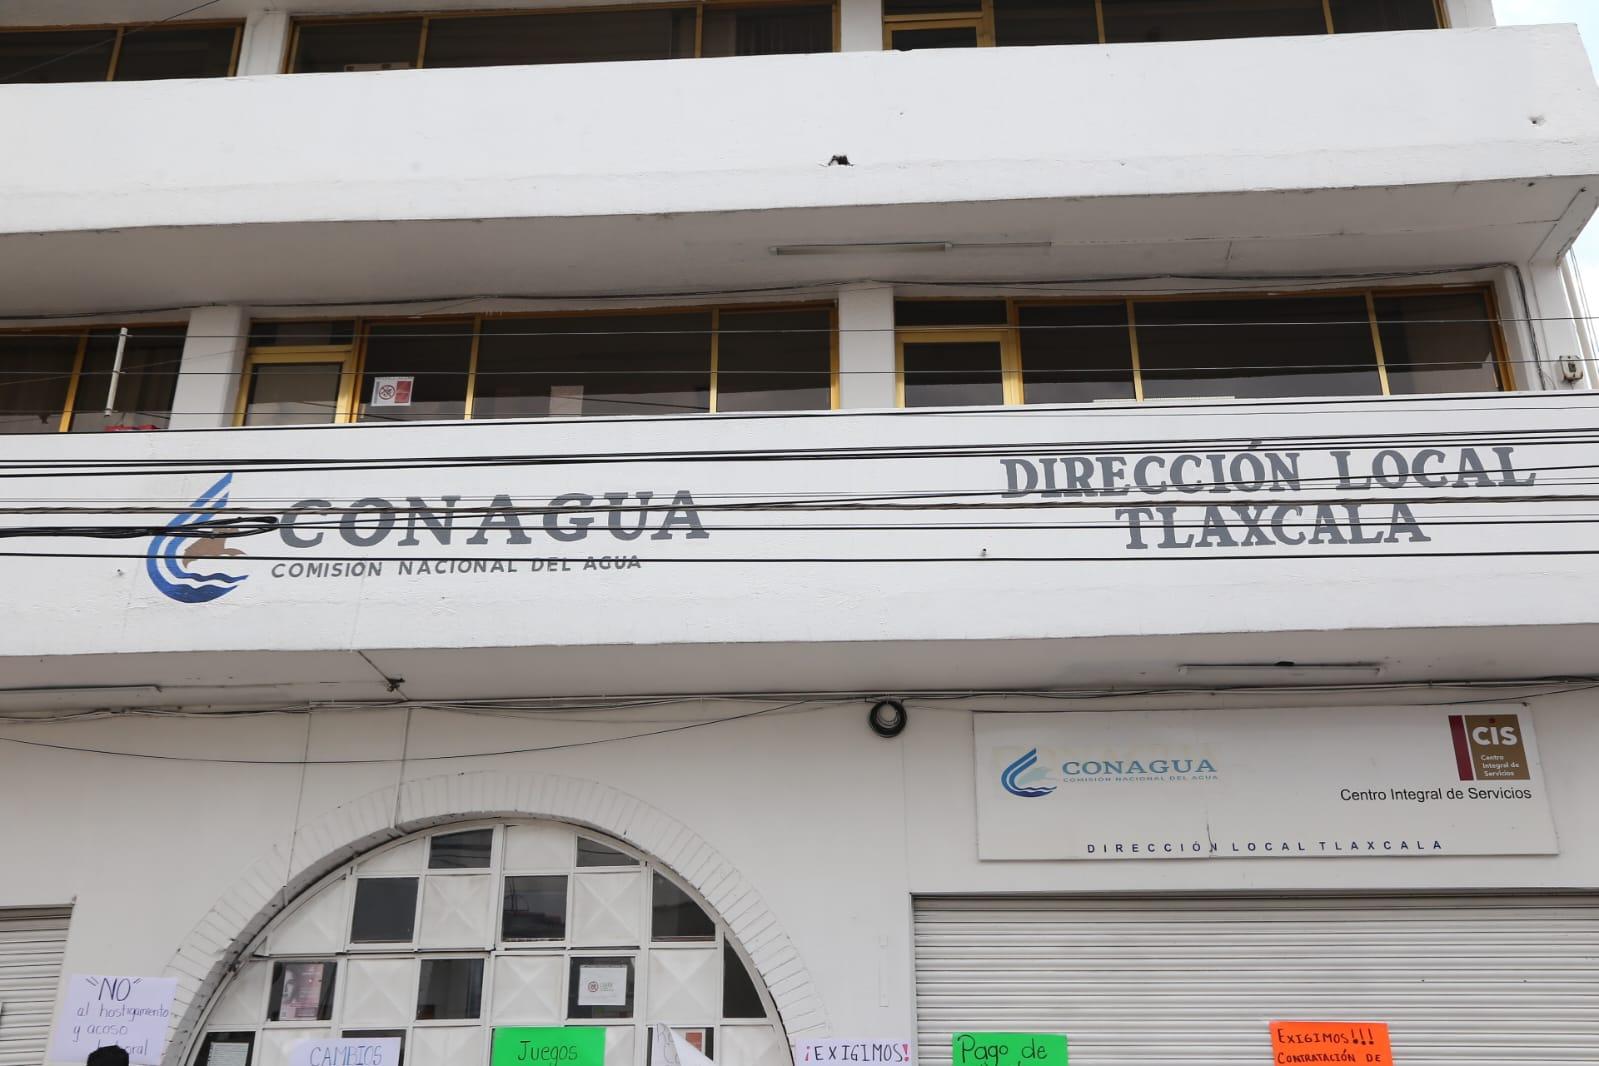 CONAGUA
COMISIÓN NACIONAL DEL AGUA
DIRECCIÓN LOCAL
TLAXCALA
CONAGUA
COMISIÓN NACIONAL DEL AGUA
CIS
Centro
Integral de
Servicios
Centro Integral de Servicios
DIRECCIÓN LOCAL TLAXCALA
"NO"
al hostigamiento
y acoso
CAMBIOS
Juegos
¡EXIGIMOS!
Pago de
EXIGIMOS!!!
CONTRATACIÓN DE